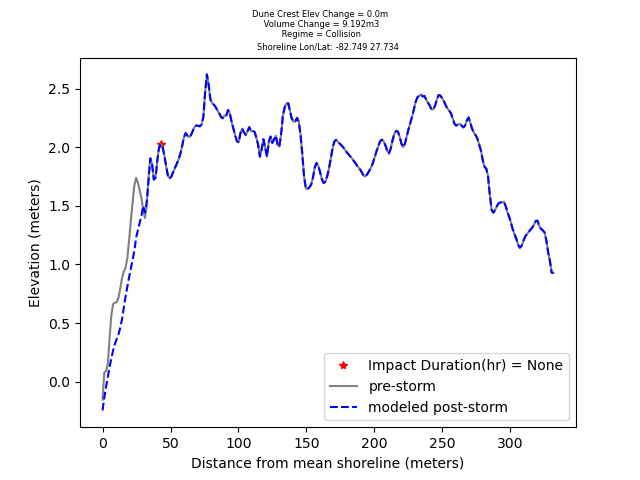 Dune Crest Elev Change = 0.0m
Volume Change = 9.192m3
Regime = Collision
Shoreline Lon/Lat: -82.749 27.734
2.5
2.0
1.5
1.0
0.5
0.0
Elevation (meters)
Impact Duration(hr) = None
pre-storm
modeled post-storm
0 50 100 150 200 250 300
Distance from mean shoreline (meters)